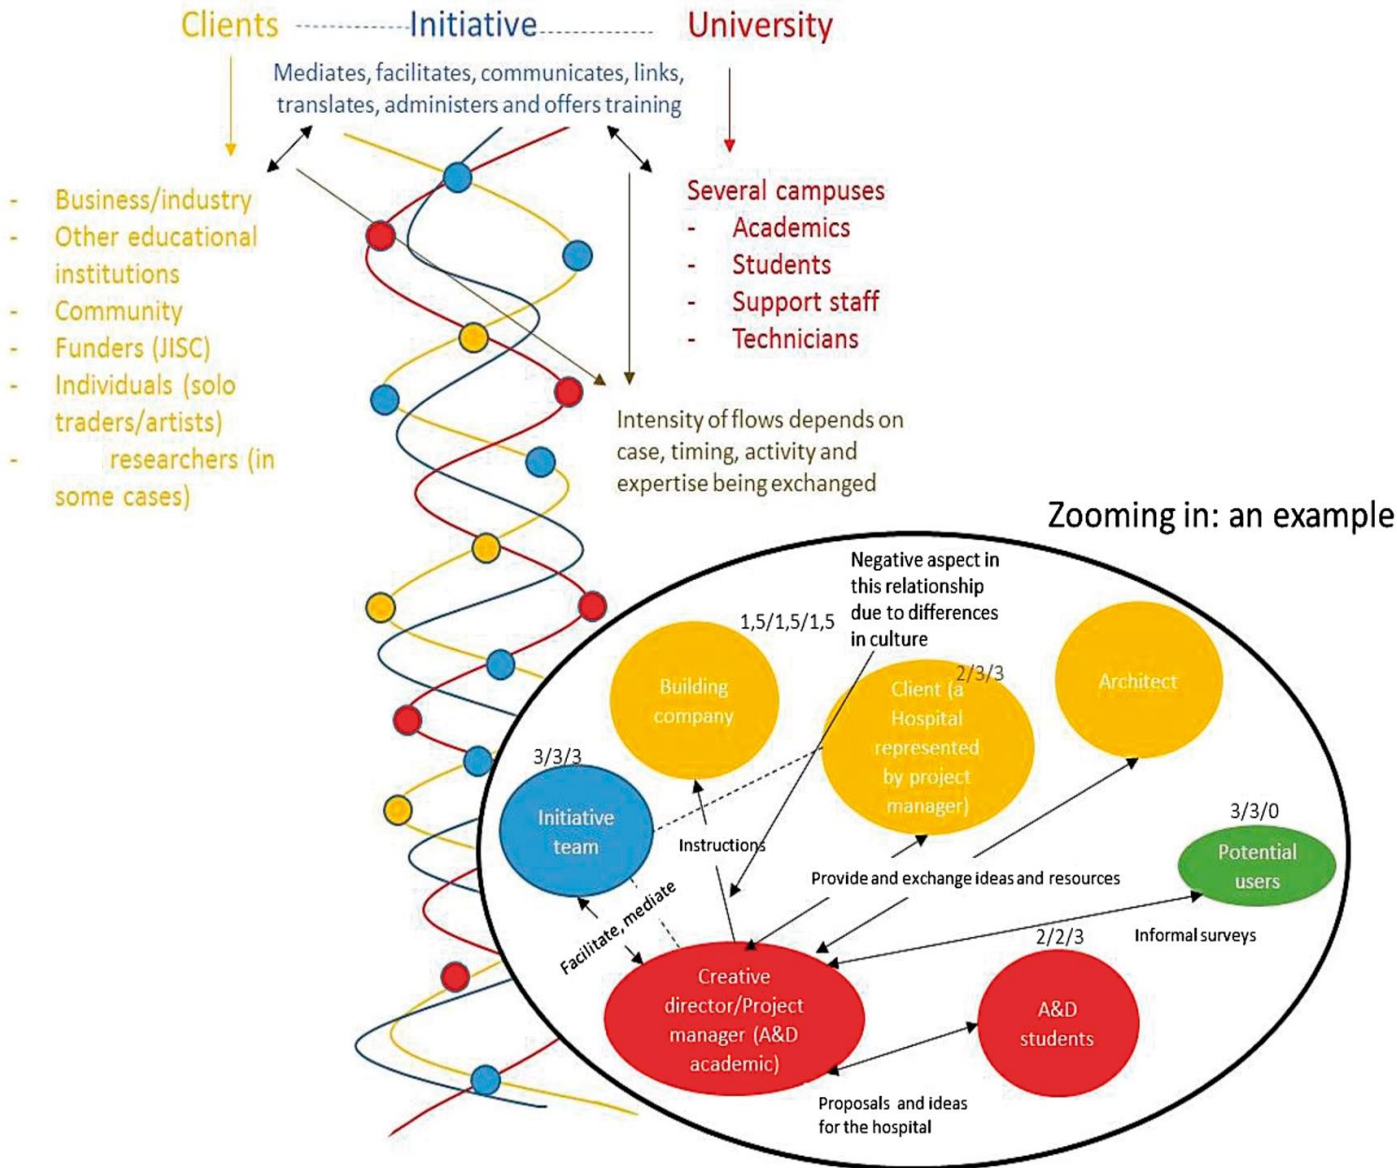 Clients
Initiative
University
Mediates, facilitates, communicates, links,
translates, administers and offers training
- Business/industry
- Other educational
institutions
- Community
- Funders (JISC)
- Individuals (solo
traders/artists)
- researchers (in
some cases)
Several campuses
- Academics
- Students
- Support staff
- Technicians
Intensity of flows depends on
case, timing, activity and
expertise being exchanged
Zooming in: an example
Negative aspect in
this relationship
due to differences
in culture
1,5/1,5/1,5
Building
company
2/3/3
Client (a
Hospital
represented
by project
manager)
Architect
3/3/3
Initiative
team
Instructions
Provide and exchange ideas and resources
3/3/0
Potential
users
Facilitate, mediate
Informal surveys
2/2/3
Creative
director/Project
manager (A&D
academic)
A&D
students
Proposals and ideas
for the hospital